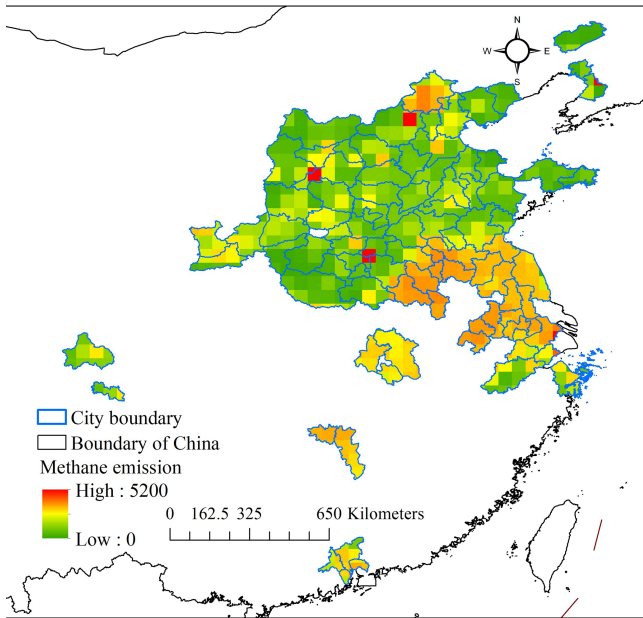 N
W E
S
City boundary
Boundary of China
Methane emission
High : 5200
Low : 0
0 162.5 325 650 Kilometers